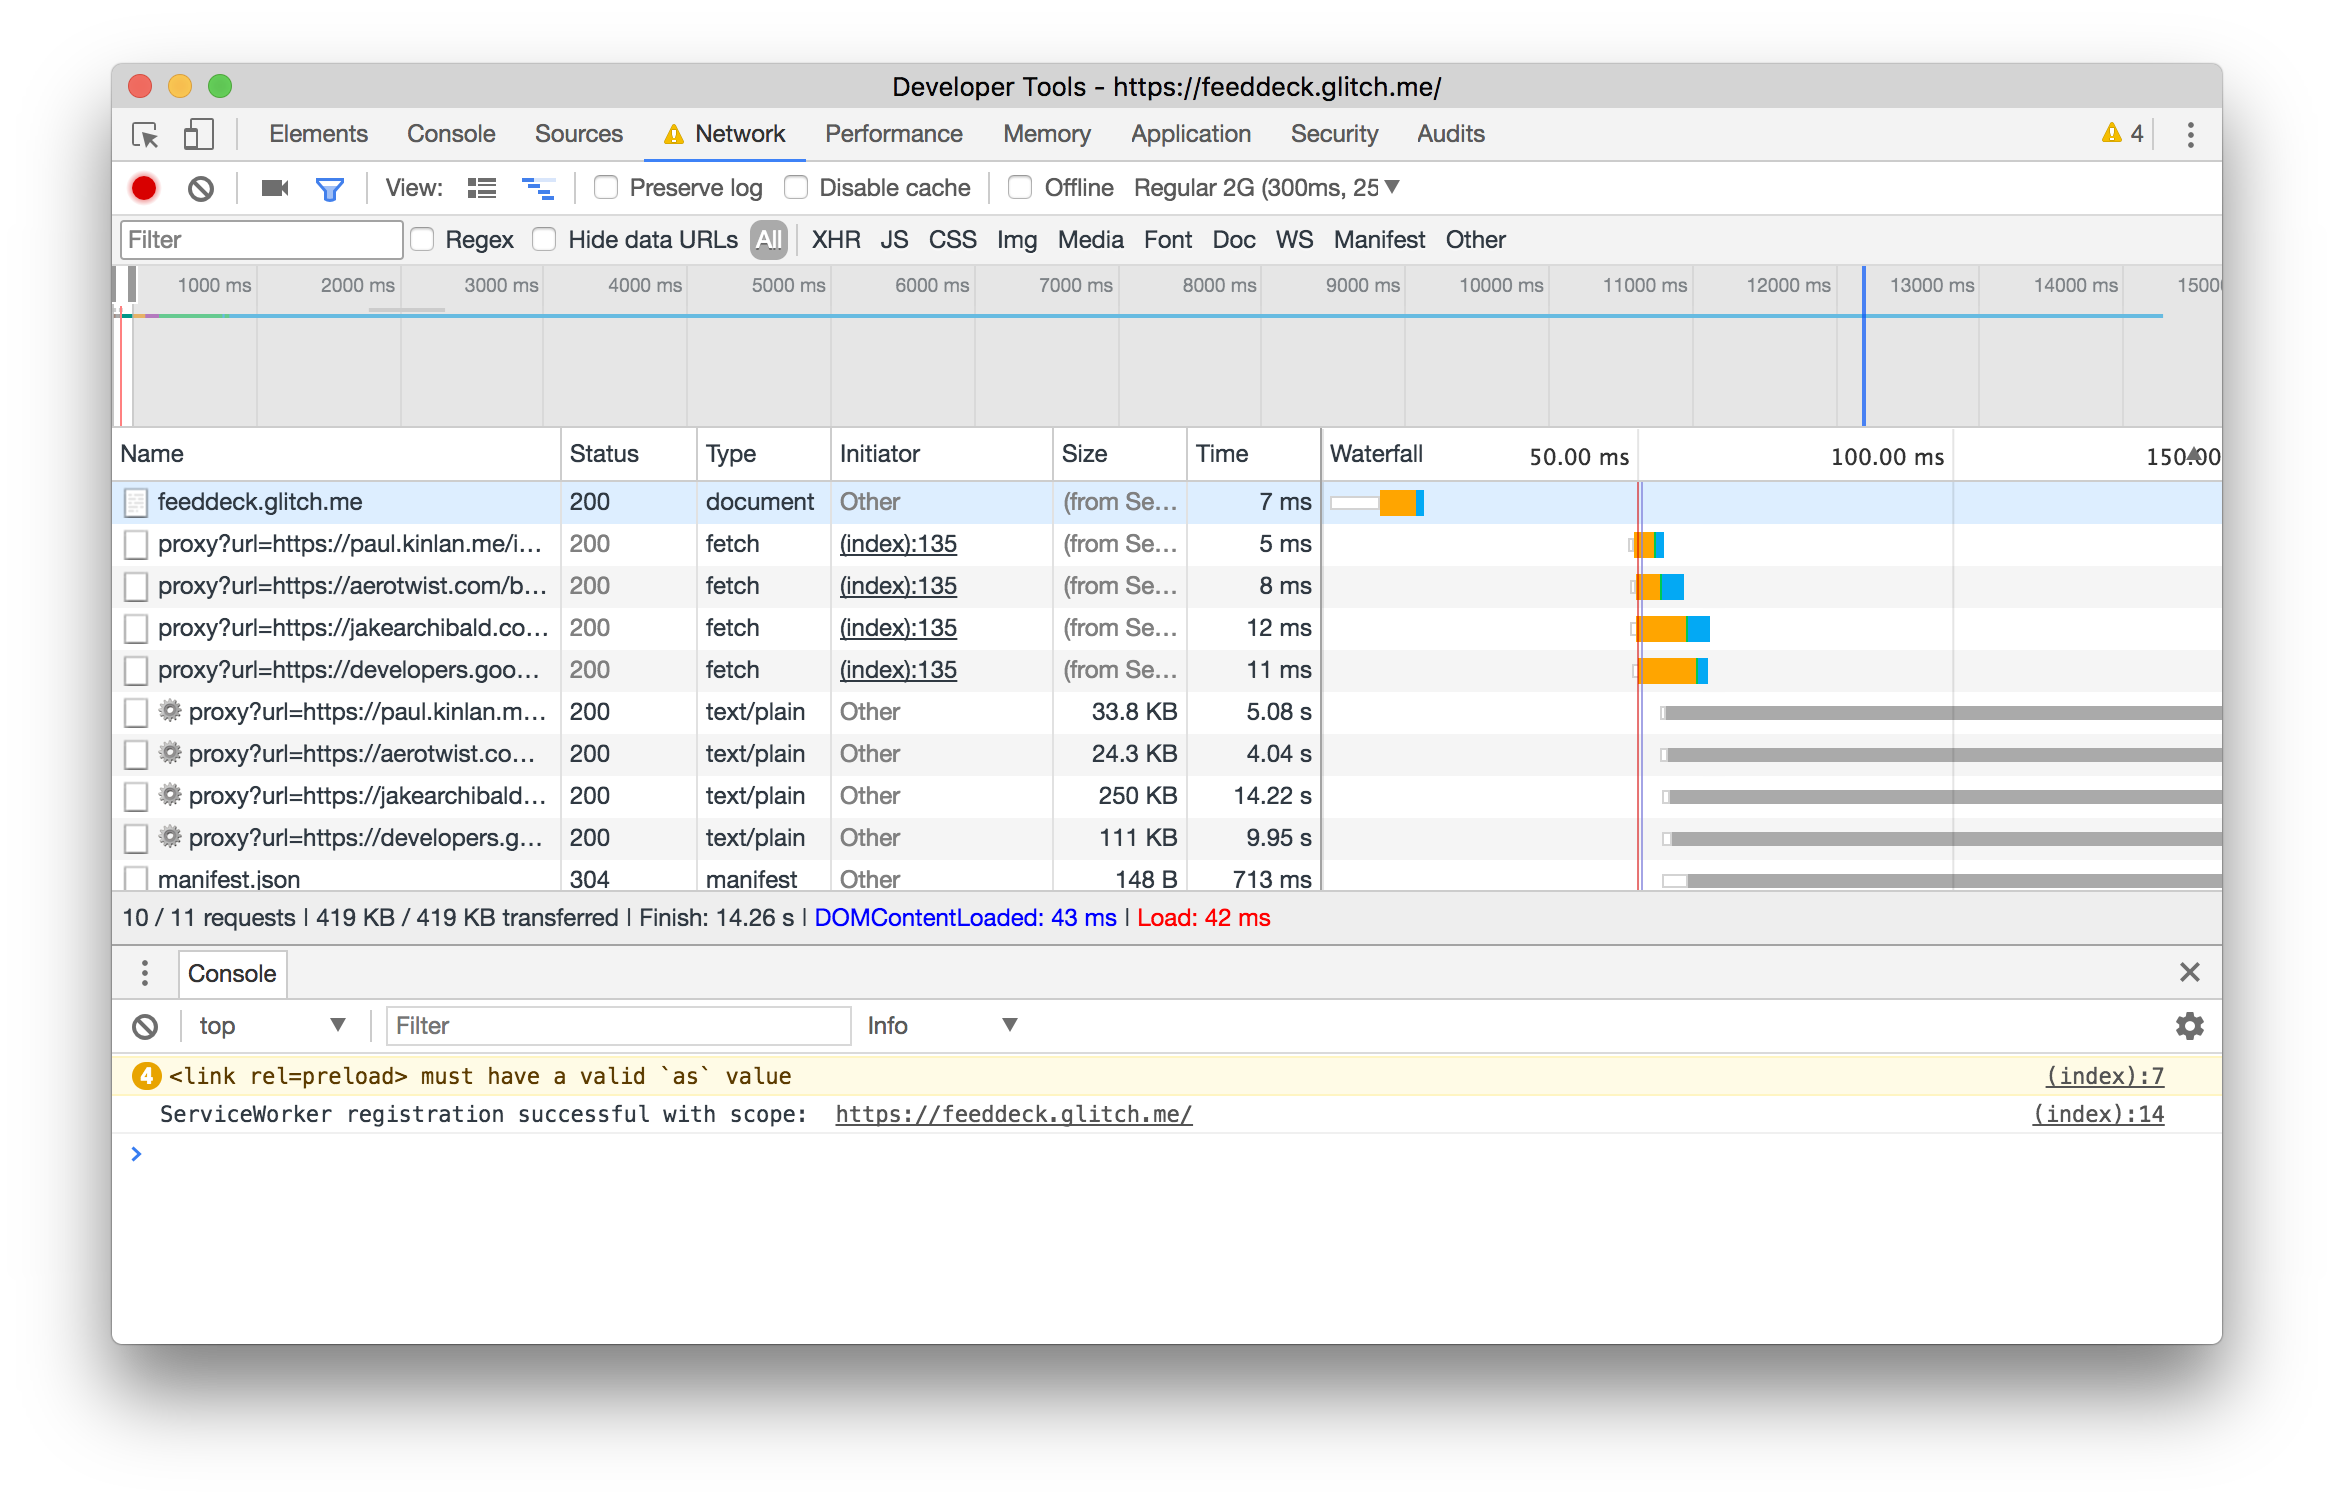 Developer Tools - https://feeddeck.glitch.me/
Elements Console Sources Network Performance Memory Application Security Audits 4
View: Preserve log Disable cache Offline Regular 2G (300ms, 25
Filter Regex Hide data URLs All XHR JS CSS Img Media Font Doc WS Manifest Other
1000 ms 2000 ms 3000 ms 4000 ms 5000 ms 6000 ms 7000 ms 8000 ms 9000 ms 10000 ms 11000 ms 12000 ms 13000 ms 14000 ms 1500
Name Status Type Initiator Size Time Waterfall 50.00 ms 100.00 ms 150.00
feeddeck.glitch.me 200 document Other (from Se... 7 ms
proxy?url=https://paul.kinlan.me/i... 200 fetch (index):135 (from Se... 5 ms
proxy?url=https://aerotwist.com/b... 200 fetch (index):135 (from Se... 8 ms
proxy?url=https://jakearchibald.co... 200 fetch (index):135 (from Se... 12 ms
proxy?url=https://developers.goo... 200 fetch (index):135 (from Se... 11 ms
proxy?url=https://paul.kinlan.m... 200 text/plain Other 33.8 KB 5.08 s
proxy?url=https://aerotwist.co... 200 text/plain Other 24.3 KB 4.04 s
proxy?url=https://jakearchibald... 200 text/plain Other 250 KB 14.22 s
proxy?url=https://developers.g... 200 text/plain Other 111 KB 9.95 s
manifest.json 304 manifest Other 148 B 713 ms
10 / 11 requests | 419 KB / 419 KB transferred | Finish: 14.26 s | DOMContentLoaded: 43 ms | Load: 42 ms
Console
top Filter Info
4 <link rel=preload> must have a valid `as` value (index):7
ServiceWorker registration successful with scope: https://feeddeck.glitch.me/ (index):14